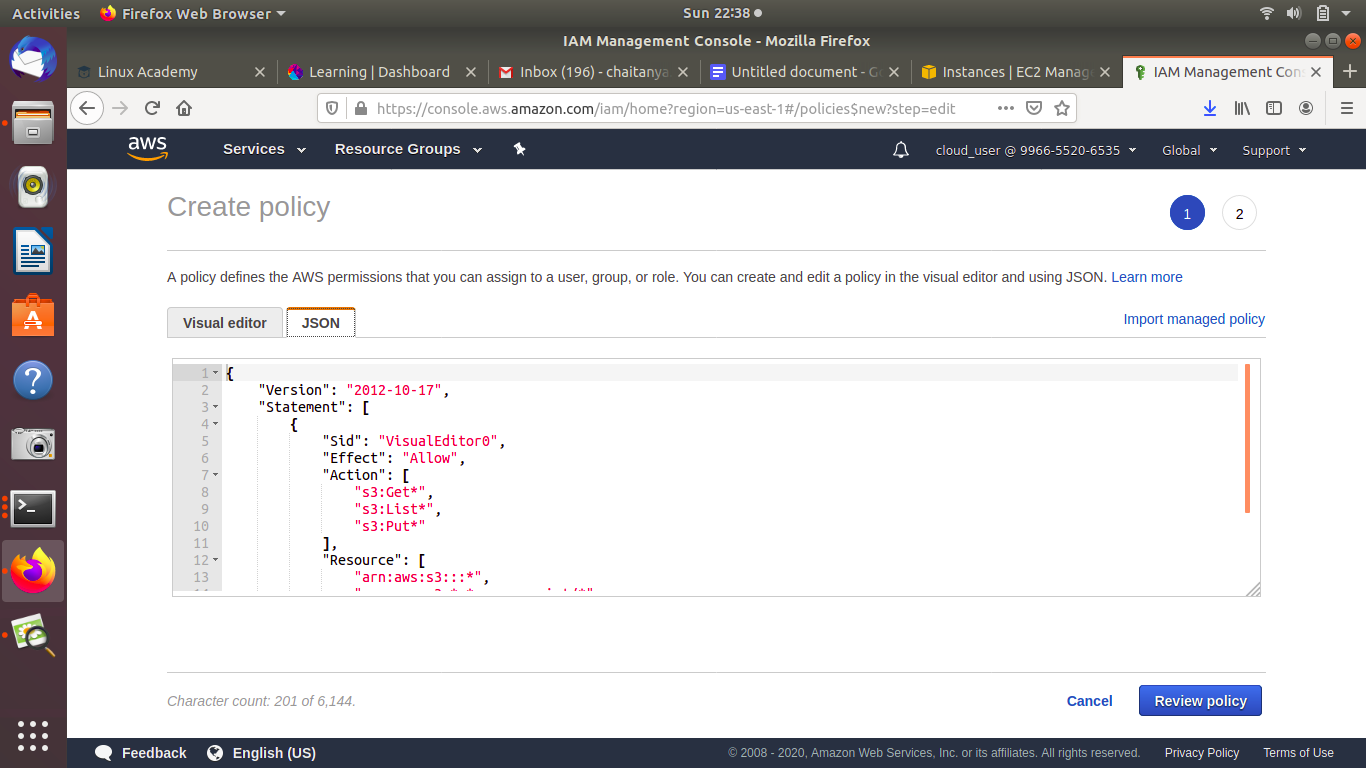 Activities Firefox Web Browser Sun 22:38
IAM Management Console - Mozilla Firefox
Linux Academy Learning | Dashboard Inbox (196) - chaitanya Untitled document - G EC2 Instances | EC2 Manag IAM Management Con
https://console.aws.amazon.com/iam/home?region=us-east-1#/policies$new?step=edit
aws Services Resource Groups cloud_user @ 9966-5520-6535 Global Support
Create policy 1 2
A policy defines the AWS permissions that you can assign to a user, group, or role. You can create and edit a policy in the visual editor and using JSON. Learn more
Visual editor JSON Import managed policy
1 {
2 "Version": "2012-10-17",
3 "Statement": [
4 {
5 "Sid": "VisualEditor0",
6 "Effect": "Allow",
7 "Action": [
8 "s3:Get*",
9 "s3:List*",
10 "s3:Put*"
11 ],
12 "Resource": [
13 "arn:aws:s3:::*",
Character count: 201 of 6,144.
Cancel Review policy
Feedback English (US) © 2008 - 2020, Amazon Web Services, Inc. or its affiliates. All rights reserved. Privacy Policy Terms of Use